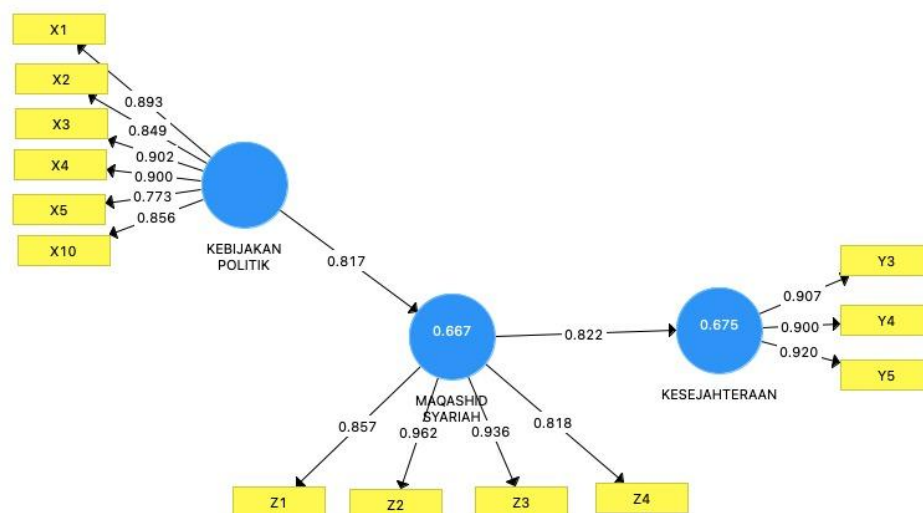 X1
X2
X3
X4
X5
X10
0.893
0.849
0.902
0.900
0.773
0.856
KEBIJAKAN
POLITIK
0.817
0.667
MAQASHID
SYARIAH
0.857
0.962
0.936
0.818
Z1
Z2
Z3
Z4
0.822
0.675
KESEJAHTERAAN
0.907
0.900
0.920
Y3
Y4
Y5